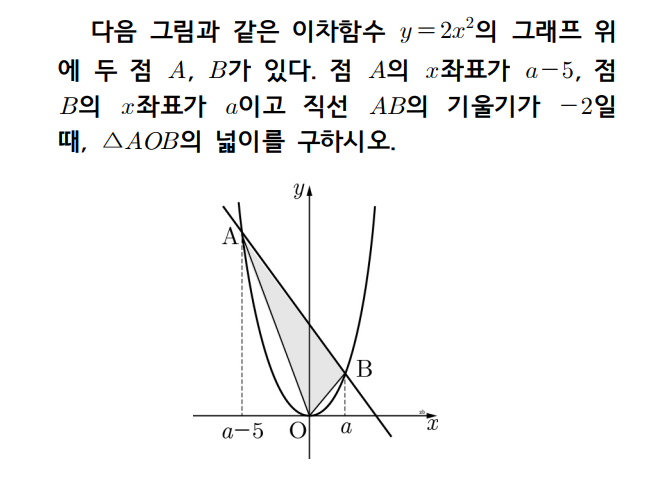 다음 그림과 같은 이차함수 y=2x²의 그래프 위
에 두 점 A, B가 있다. 점 A의 x좌표가 a−5, 점
B의 x좌표가 a이고 직선 AB의 기울기가 −2일
때, △AOB의 넓이를 구하시오.
y
A
B
a−5
O
a
x